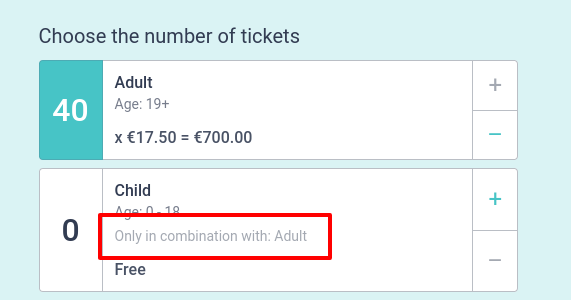 Choose the number of tickets
40
Adult
Age: 19+
x €17.50 = €700.00
+
−
0
Child
Age: 0 - 18
Only in combination with: Adult
Free
+
−